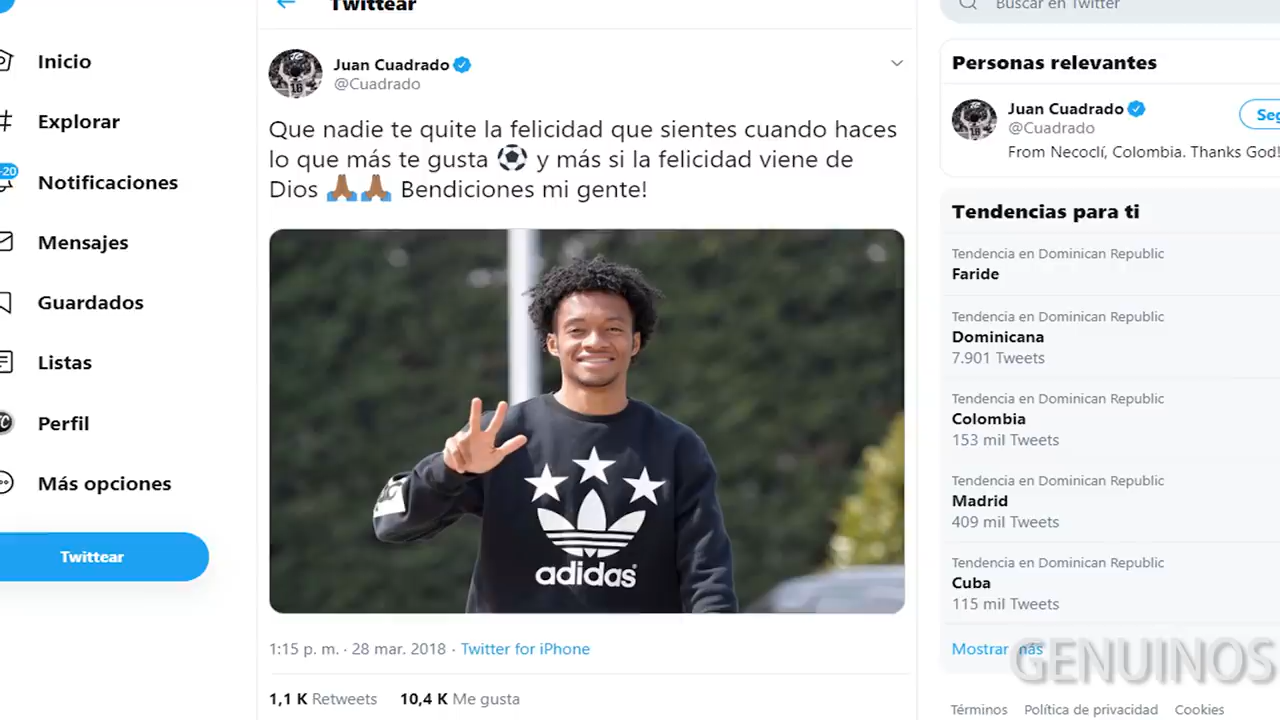 Twittear
Buscar en Twitter
Inicio
Explorar
-20
Notificaciones
Mensajes
Guardados
Listas
Perfil
Más opciones
Twittear
Juan Cuadrado
@Cuadrado
Que nadie te quite la felicidad que sientes cuando haces
lo que más te gusta ⚽ y más si la felicidad viene de
Dios 🙏🏾🙏🏾 Bendiciones mi gente!
adidas
1:15 p. m. · 28 mar. 2018 · Twitter for iPhone
1,1 K Retweets 10,4 K Me gusta
Personas relevantes
Juan Cuadrado
@Cuadrado
Seg
From Necoclí, Colombia. Thanks God!
Tendencias para ti
Tendencia en Dominican Republic
Faride
Tendencia en Dominican Republic
Dominicana
7.901 Tweets
Tendencia en Dominican Republic
Colombia
153 mil Tweets
Tendencia en Dominican Republic
Madrid
409 mil Tweets
Tendencia en Dominican Republic
Cuba
115 mil Tweets
Mostrar más
GENUINOS
Términos Política de privacidad Cookies